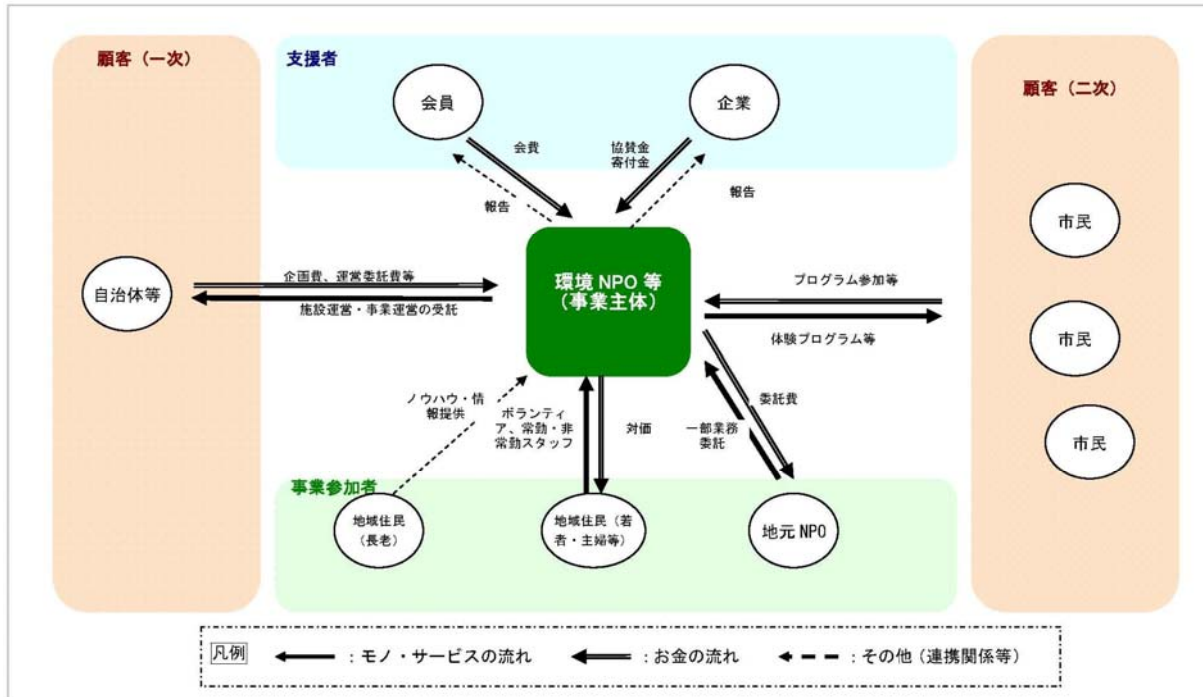 顧客（一次）
支援者
顧客（二次）
会員
企業
会費
協賛金
寄付金
報告
報告
市民
自治体等
企画費、運営委託費等
施設運営・事業運営の受託
環境 NPO 等
（事業主体）
プログラム参加等
体験プログラム等
市民
ノウハウ・情
報提供
ボランティ
ア、常勤・非
常勤スタッフ
対価
一部業務
委託
委託費
市民
事業参加者
地域住民
（長老）
地域住民（若
者・主婦等）
地元 NPO
凡例
：モノ・サービスの流れ
：お金の流れ
：その他（連携関係等）